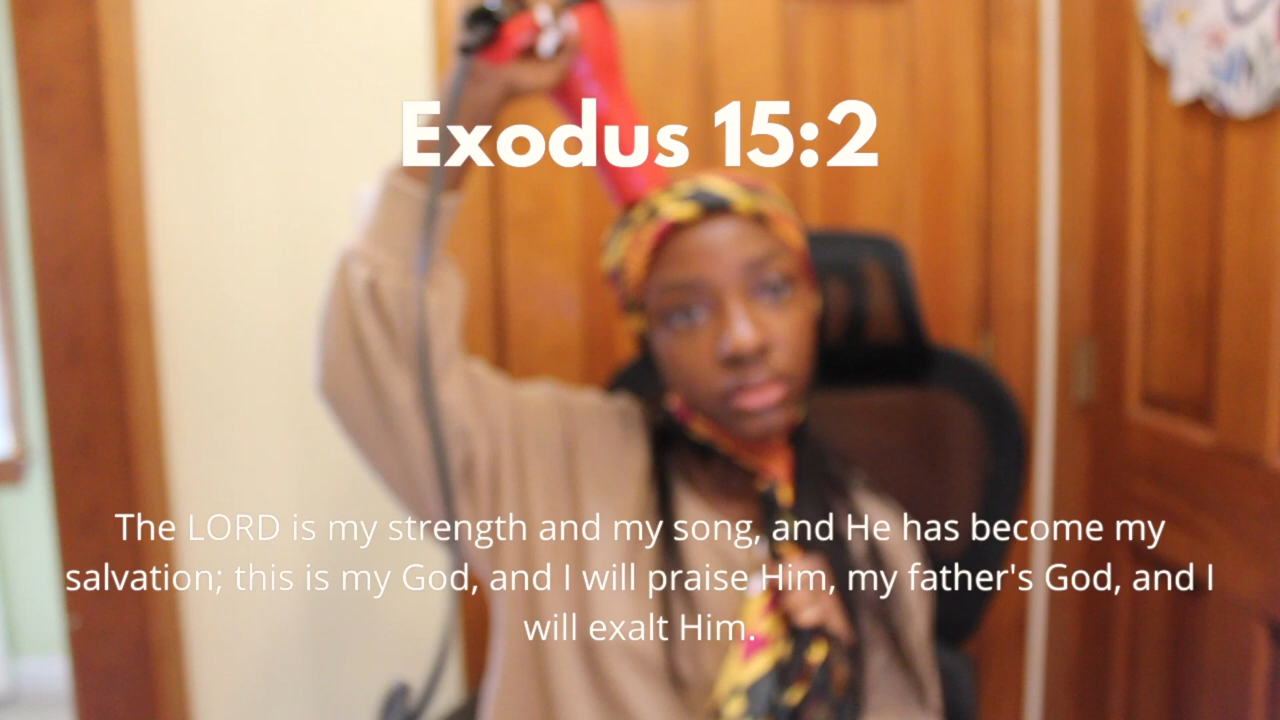 Exodus 15:2
The LORD is my strength and my song, and He has become my
salvation; this is my God, and I will praise Him, my father's God, and I
will exalt Him.